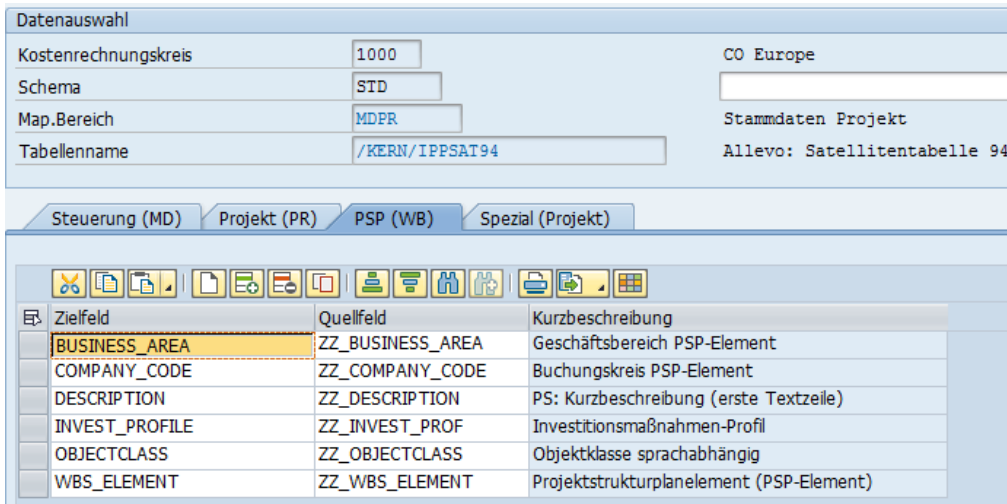 Datenauswahl
Kostenrechnungskreis 1000 CO Europe
Schema STD
Map.Bereich MDPR Stammdaten Projekt
Tabellenname /KERN/IPPSAT94 Allevo: Satellitentabelle 94
Steuerung (MD) Projekt (PR) PSP (WB) Spezial (Projekt)
Zielfeld Quellfeld Kurzbeschreibung
BUSINESS_AREA ZZ_BUSINESS_AREA Geschäftsbereich PSP-Element
COMPANY_CODE ZZ_COMPANY_CODE Buchungskreis PSP-Element
DESCRIPTION ZZ_DESCRIPTION PS: Kurzbeschreibung (erste Textzeile)
INVEST_PROFILE ZZ_INVEST_PROF Investitionsmaßnahmen-Profil
OBJECTCLASS ZZ_OBJECTCLASS Objektklasse sprachabhängig
WBS_ELEMENT ZZ_WBS_ELEMENT Projektstrukturplanelement (PSP-Element)